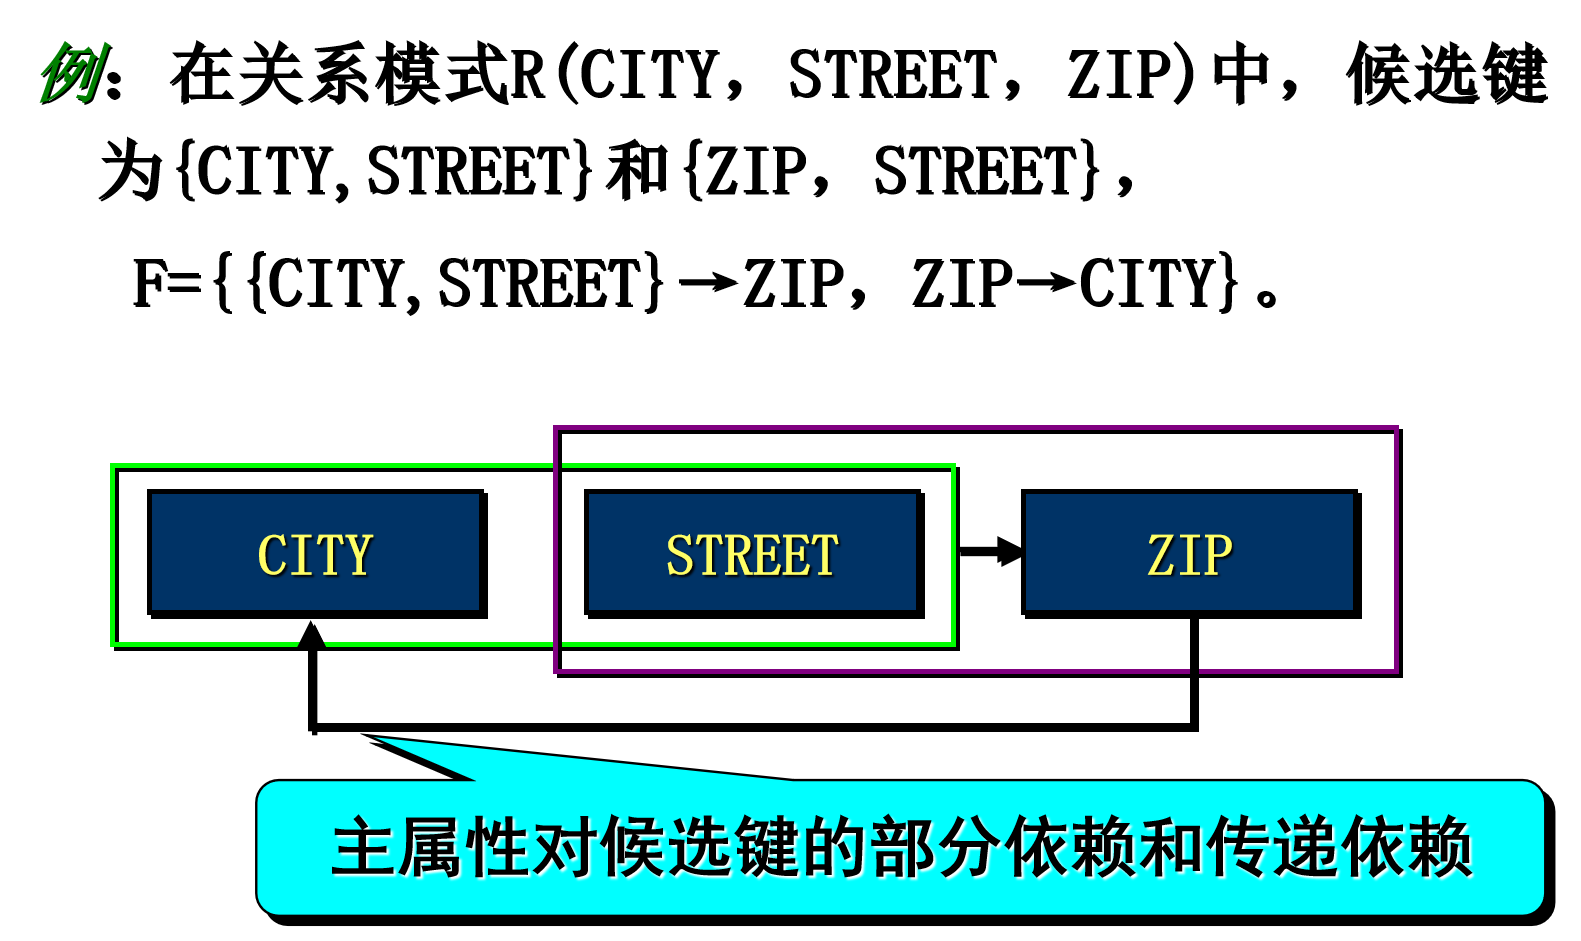 例：在关系模式R(CITY，STREET，ZIP)中，候选键
为{CITY,STREET}和{ZIP，STREET}，
F={{CITY,STREET}→ZIP，ZIP→CITY}。
CITY
STREET
ZIP
主属性对候选键的部分依赖和传递依赖